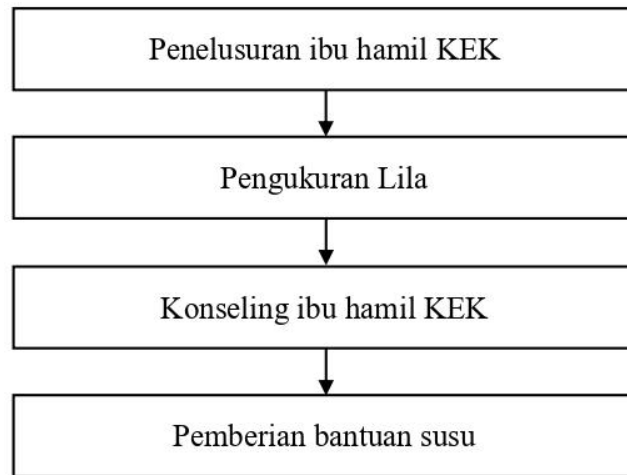 Penelusuran ibu hamil KEK
Pengukuran Lila
Konseling ibu hamil KEK
Pemberian bantuan susu